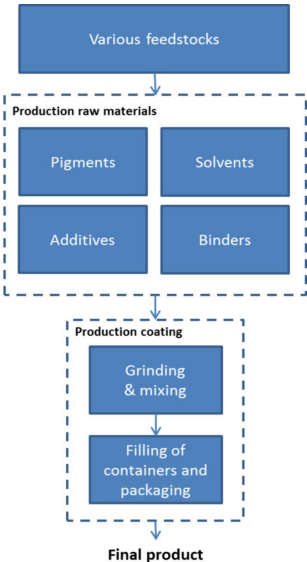 Various feedstocks
Production raw materials
Pigments
Solvents
Additives
Binders
Production coating
Grinding
& mixing
Filling of
containers and
packaging
Final product